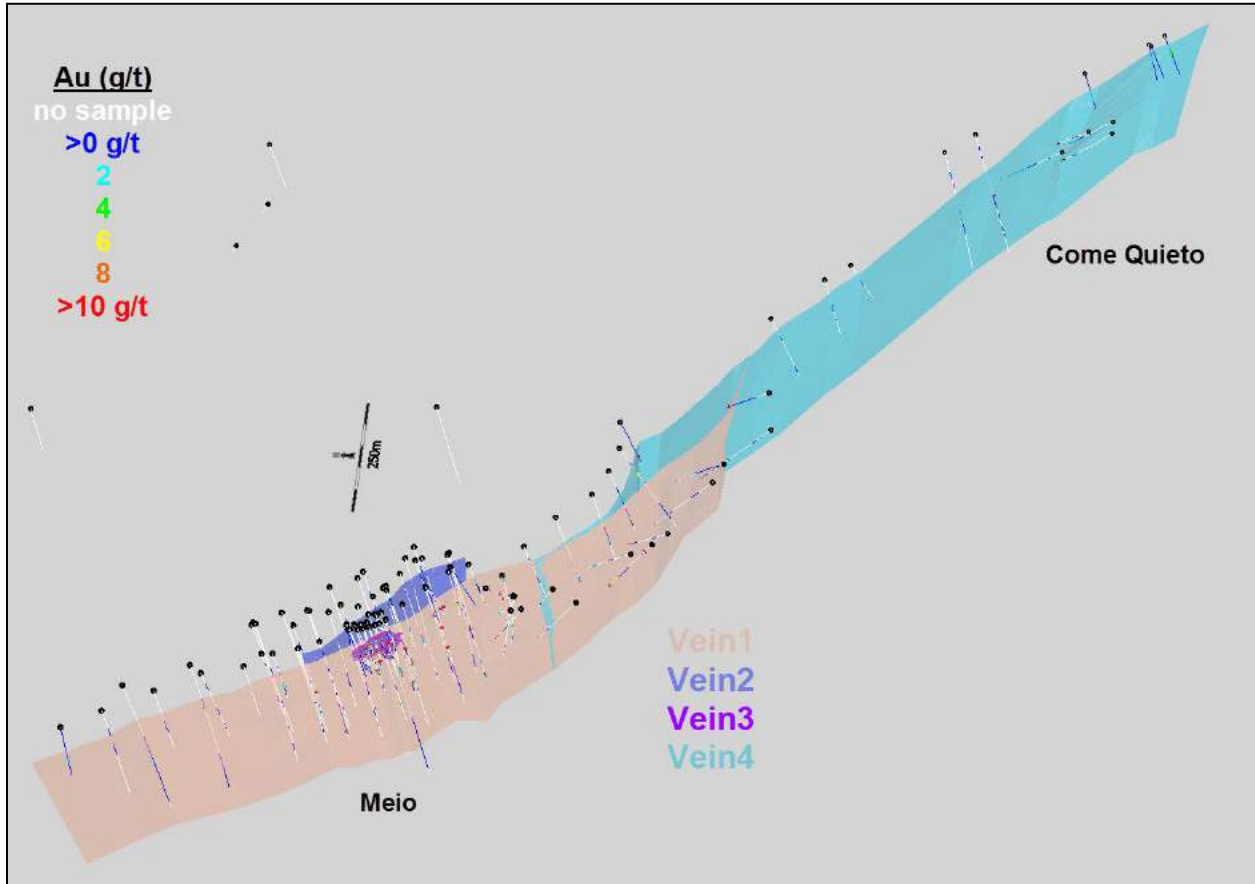 Au (g/t)
no sample
>0 g/t
2
4
6
8
>10 g/t
Come Quieto
250m
Vein1
Vein2
Vein3
Vein4
Meio